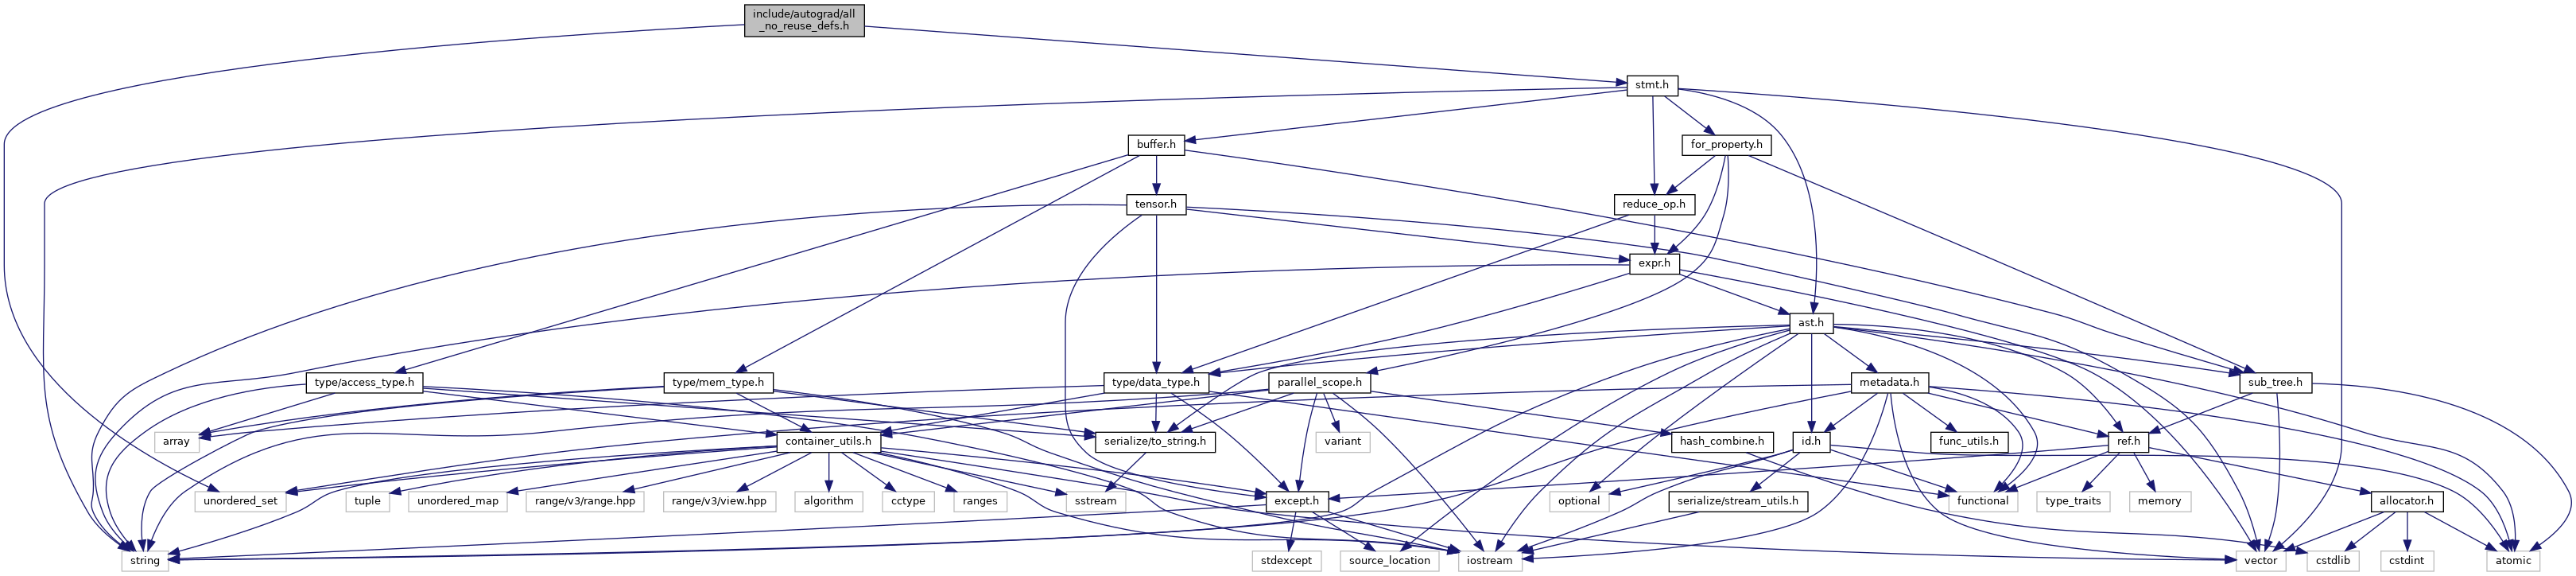 include/autograd/all
_no_reuse_defs.h
stmt.h
buffer.h
for_property.h
tensor.h
reduce_op.h
expr.h
ast.h
type/access_type.h
type/mem_type.h
type/data_type.h
parallel_scope.h
metadata.h
sub_tree.h
array
container_utils.h
serialize/to_string.h
variant
hash_combine.h
id.h
func_utils.h
ref.h
unordered_set
tuple
unordered_map
range/v3/range.hpp
range/v3/view.hpp
algorithm
cctype
ranges
sstream
except.h
optional
serialize/stream_utils.h
functional
type_traits
memory
allocator.h
string
stdexcept
source_location
iostream
vector
cstdlib
cstdint
atomic